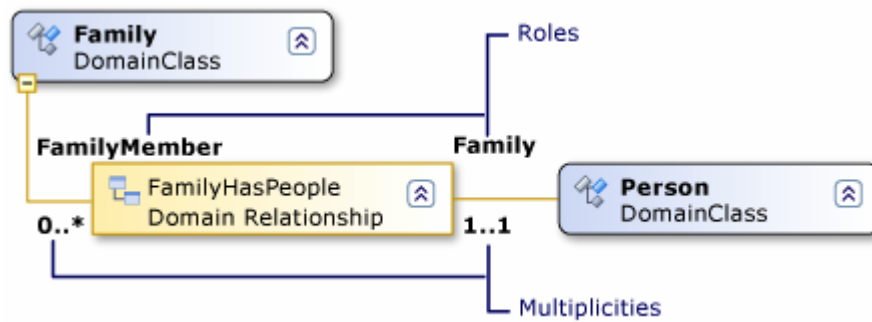 Family
DomainClass
Roles
FamilyMember
Family
FamilyHasPeople
Domain Relationship
Person
DomainClass
0..*
1..1
Multiplicities